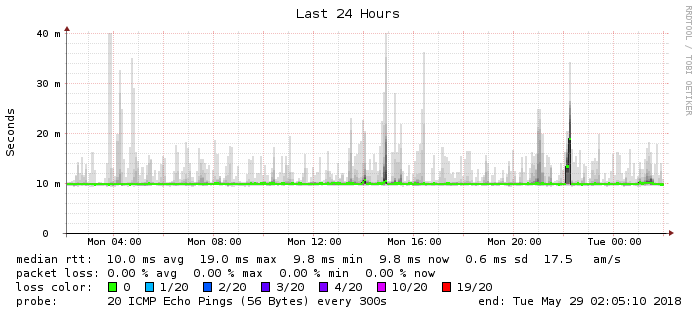 Last 24 Hours
RRDTOOL / TOBI OETIKER
Seconds
40 m
30 m
20 m
10 m
0
Mon 04:00 Mon 08:00 Mon 12:00 Mon 16:00 Mon 20:00 Tue 00:00
median rtt: 10.0 ms avg 19.0 ms max 9.8 ms min 9.8 ms now 0.6 ms sd 17.5 am/s
packet loss: 0.00 % avg 0.00 % max 0.00 % min 0.00 % now
loss color: 0 1/20 2/20 3/20 4/20 10/20 19/20
probe: 20 ICMP Echo Pings (56 Bytes) every 300s end: Tue May 29 02:05:10 2018